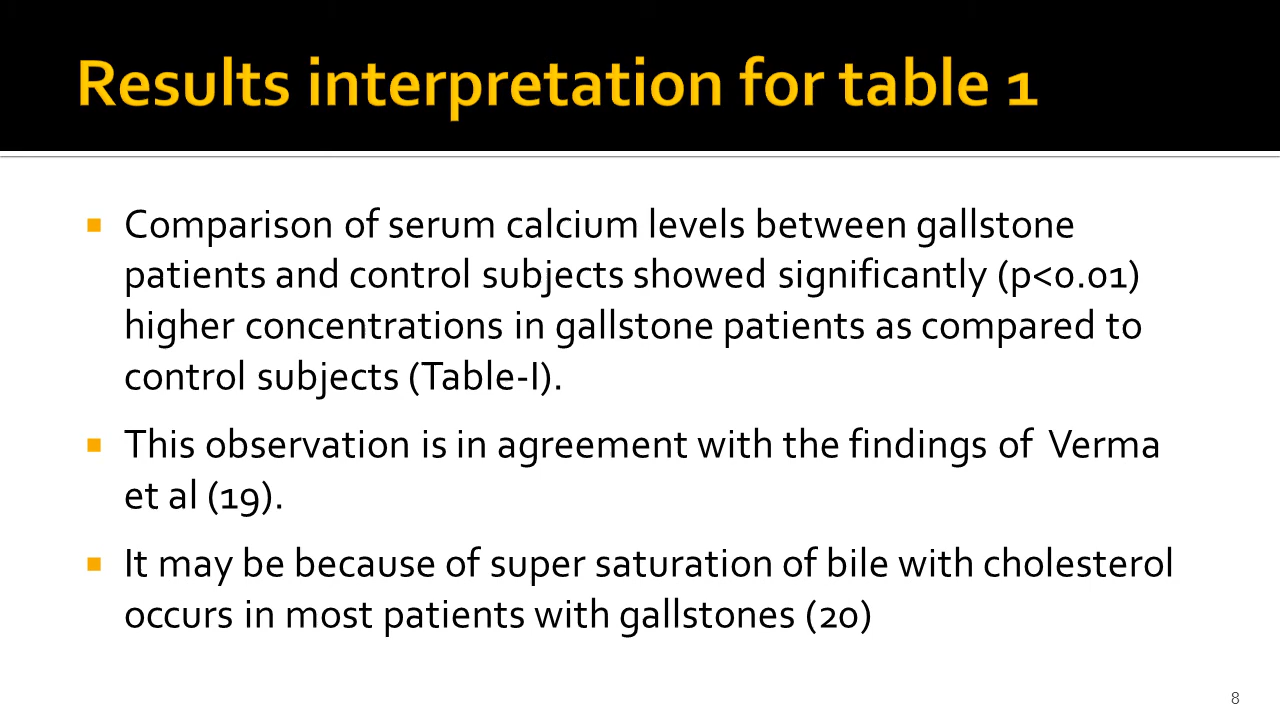 Results interpretation for table 1
Comparison of serum calcium levels between gallstone
patients and control subjects showed significantly (p<0.01)
higher concentrations in gallstone patients as compared to
control subjects (Table-I).
This observation is in agreement with the findings of  Verma
et al (19).
It may be because of super saturation of bile with cholesterol
occurs in most patients with gallstones (20)
8